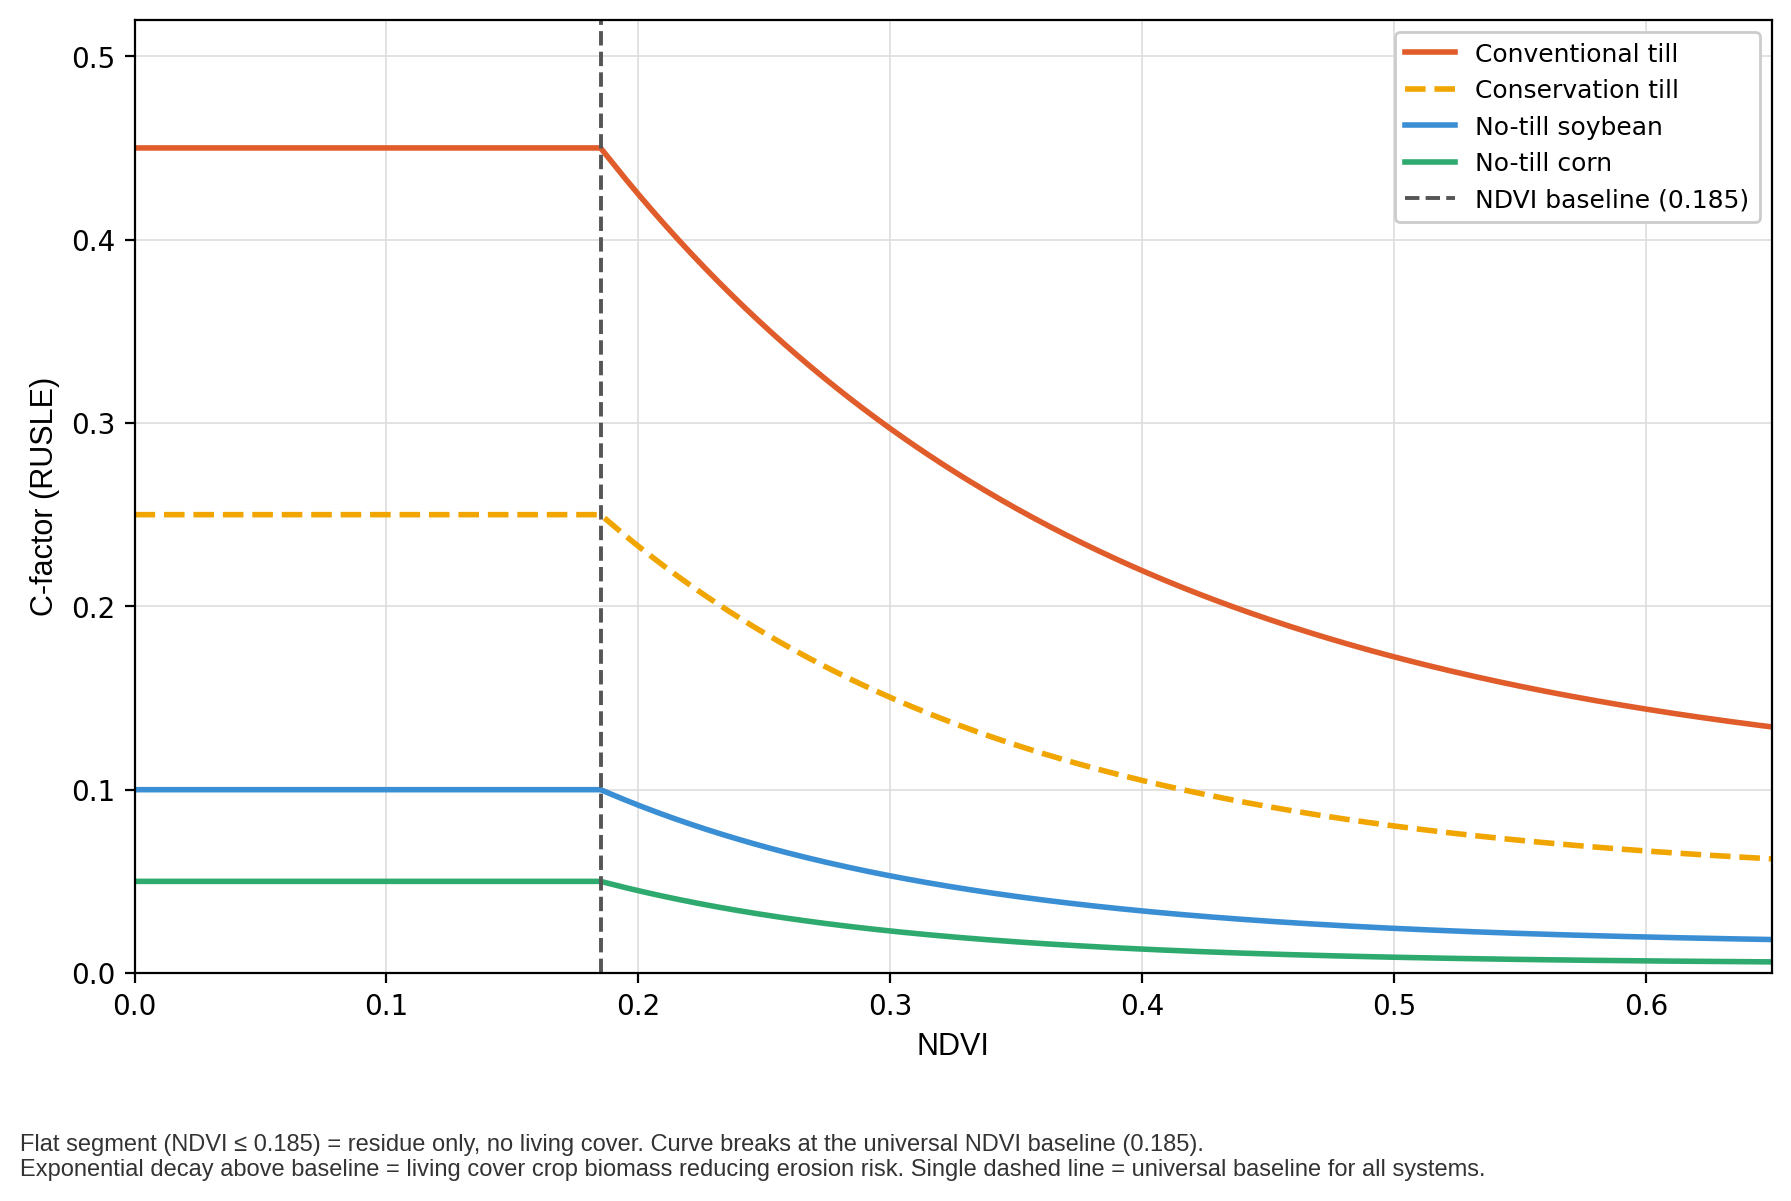 0.5
0.4
0.3
0.2
0.1
0.0
C-factor (RUSLE)
Conventional till
Conservation till
No-till soybean
No-till corn
NDVI baseline (0.185)
0.0 0.1 0.2 0.3 0.4 0.5 0.6
NDVI
Flat segment (NDVI ≤ 0.185) = residue only, no living cover. Curve breaks at the universal NDVI baseline (0.185).
Exponential decay above baseline = living cover crop biomass reducing erosion risk. Single dashed line = universal baseline for all systems.